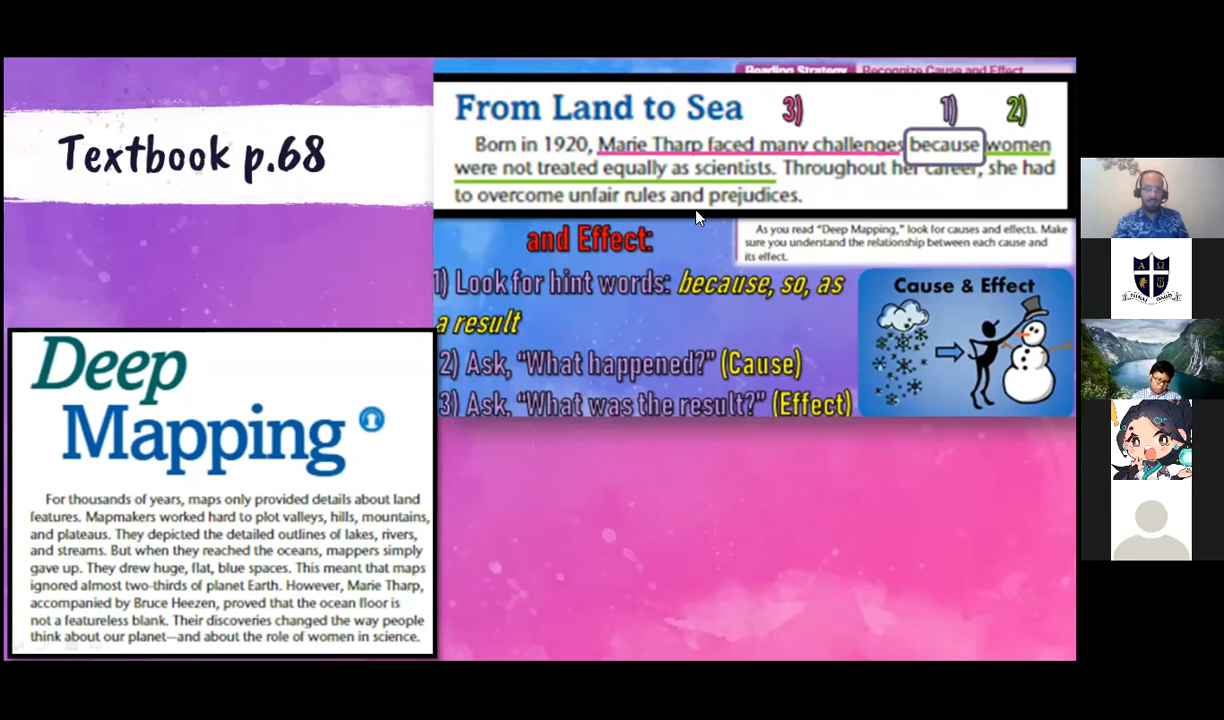 Textbook p.68
Reading Strategy Recognize Cause and Effect
From Land to Sea 3) 1) 2)
Born in 1920, Marie Tharp faced many challenges because women
were not treated equally as scientists. Throughout her career, she had
to overcome unfair rules and prejudices.
and Effect:
As you read "Deep Mapping," look for causes and effects. Make
sure you understand the relationship between each cause and
its effect.
1) Look for hint words: because, so, as
a result
2) Ask, "What happened?" (Cause)
3) Ask, "What was the result?" (Effect)
Cause & Effect
Deep
Mapping
For thousands of years, maps only provided details about land
features. Mapmakers worked hard to plot valleys, hills, mountains,
and plateaus. They depicted the detailed outlines of lakes, rivers,
and streams. But when they reached the oceans, mappers simply
gave up. They drew huge, flat, blue spaces. This meant that maps
ignored almost two-thirds of planet Earth. However, Marie Tharp,
accompanied by Bruce Heezen, proved that the ocean floor is
not a featureless blank. Their discoveries changed the way people
think about our planet—and about the role of women in science.
Α Ω